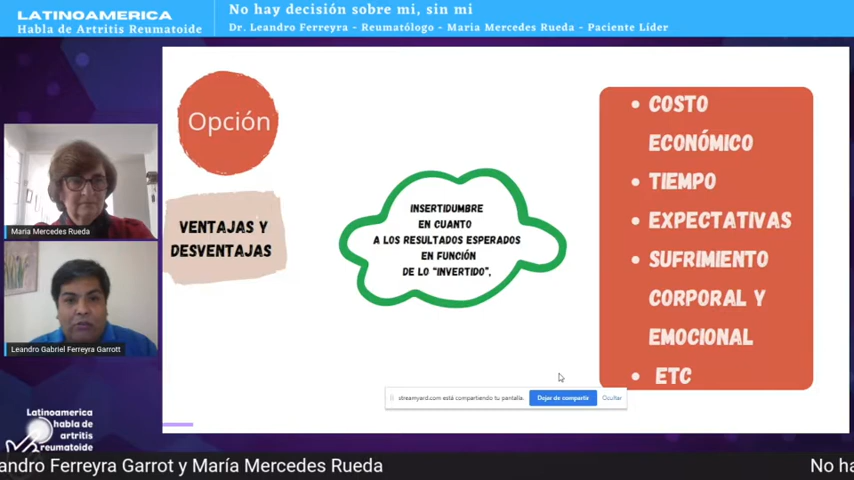 LATINOAMERICA
Habla de Artritis Reumatoide
No hay decisión sobre mi, sin mi
Dr. Leandro Ferreyra - Reumatólogo - Maria Mercedes Rueda - Paciente Líder
Opción
VENTAJAS Y
DESVENTAJAS
INSERTIDUMBRE
EN CUANTO
A LOS RESULTADOS ESPERADOS
EN FUNCIÓN
DE LO "INVERTIDO",
• COSTO
ECONÓMICO
• TIEMPO
• EXPECTATIVAS
• SUFRIMIENTO
CORPORAL Y
EMOCIONAL
• ETC
Maria Mercedes Rueda
Leandro Gabriel Ferreyra Garrott
streamyard.com está compartiendo tu pantalla.
Dejar de compartir
Ocultar
Latinoamerica
habla de
artritis
reumatoide
andro Ferreyra Garrot y María Mercedes Rueda
No ha